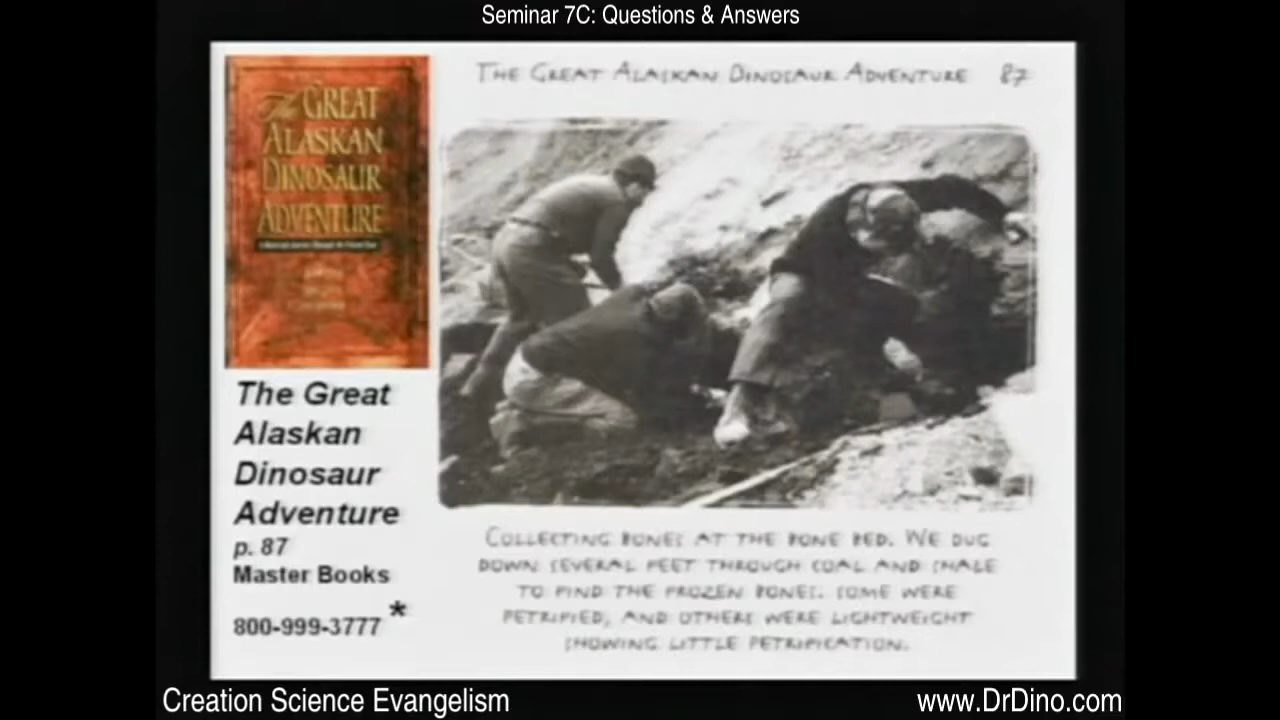 Seminar 7C: Questions & Answers
The GREAT
ALASKAN
DINOSAUR
ADVENTURE
The Great
Alaskan
Dinosaur
Adventure
p. 87
Master Books
800-999-3777 *
THE GREAT ALASKAN DINOSAUR ADVENTURE 87
COLLECTING BONES AT THE BONE BED. WE DUG
DOWN SEVERAL FEET THROUGH COAL AND SHALE
TO FIND THE FROZEN BONES. SOME WERE
PETRIFIED, AND OTHERS WERE LIGHTWEIGHT
SHOWING LITTLE PETRIFICATION.
Creation Science Evangelism
www.DrDino.com